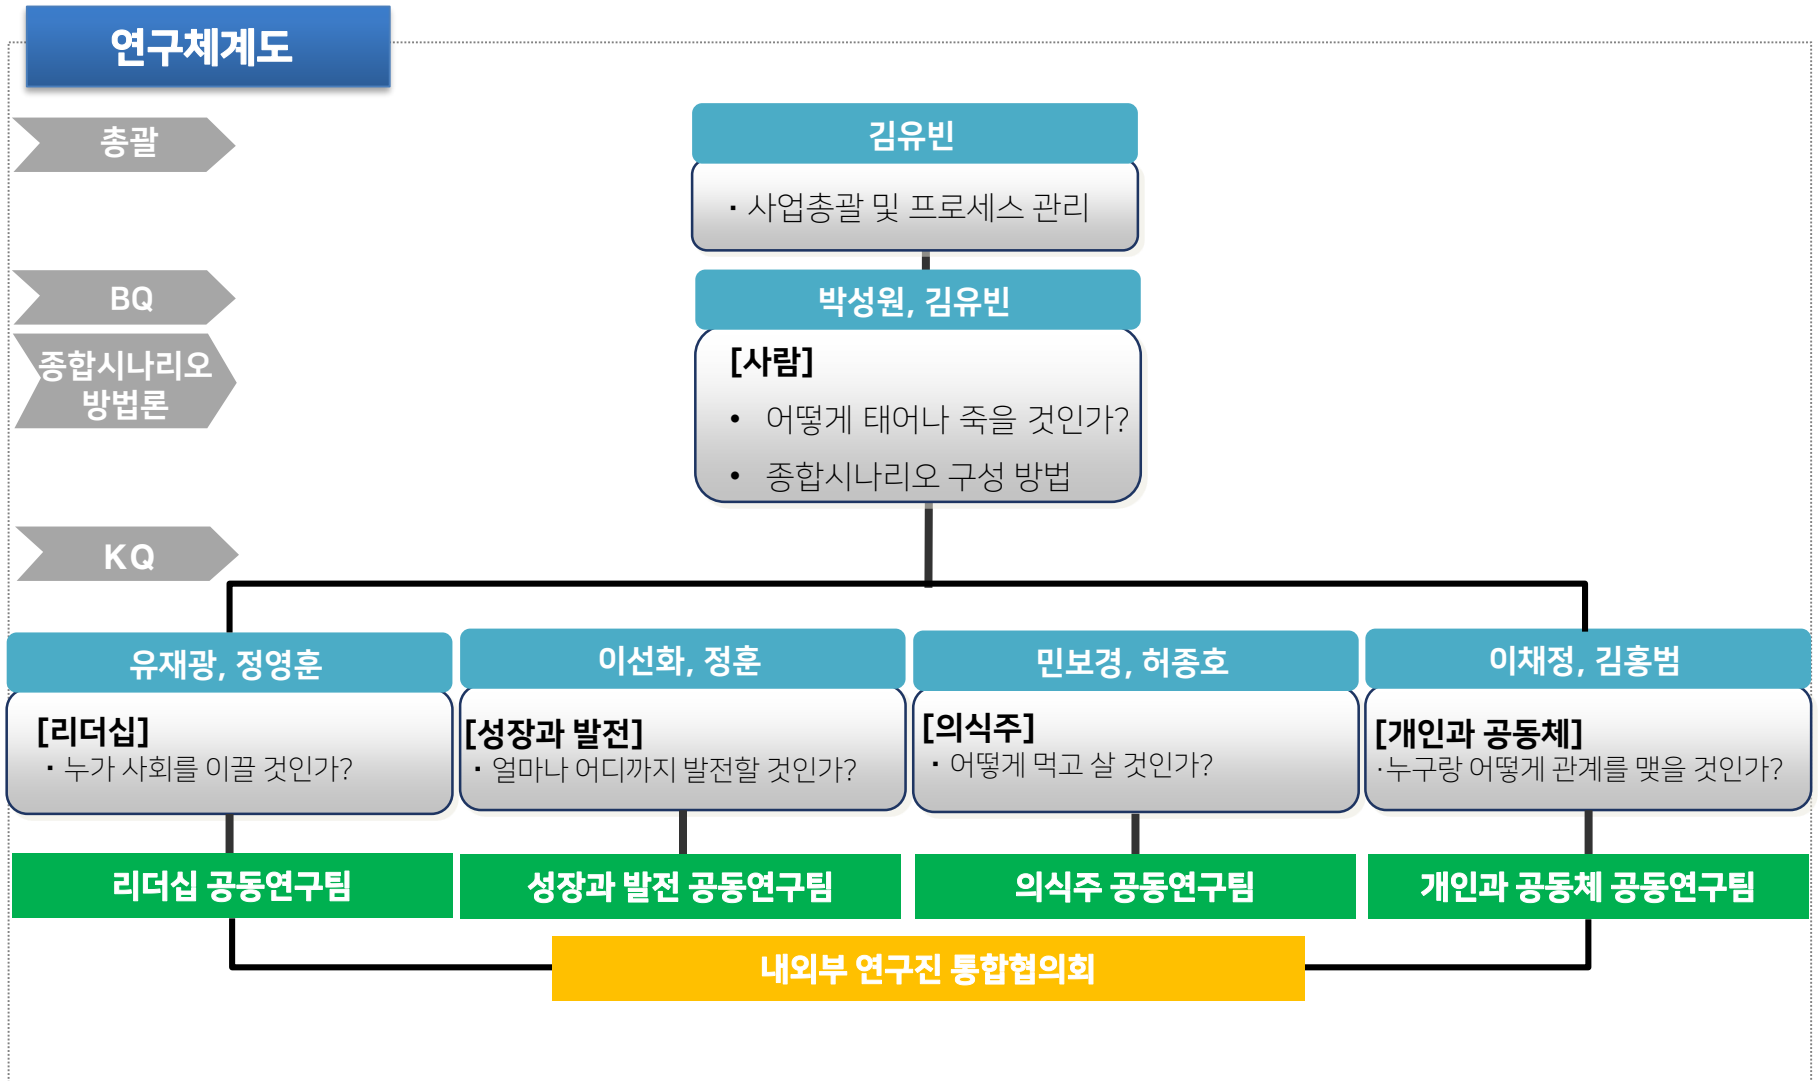 연구체계도
총괄
김유빈
▪ 사업총괄 및 프로세스 관리
BQ
박성원, 김유빈
종합시나리오
방법론
[사람]
• 어떻게 태어나 죽을 것인가?
• 종합시나리오 구성 방법
KQ
유재광, 정영훈
[리더십]
▪ 누가 사회를 이끌 것인가?
이선화, 정훈
[성장과 발전]
▪ 얼마나 어디까지 발전할 것인가?
민보경, 허종호
[의식주]
▪ 어떻게 먹고 살 것인가?
이채정, 김홍범
[개인과 공동체]
▪누구랑 어떻게 관계를 맺을 것인가?
리더십 공동연구팀
성장과 발전 공동연구팀
의식주 공동연구팀
개인과 공동체 공동연구팀
내외부 연구진 통합협의회